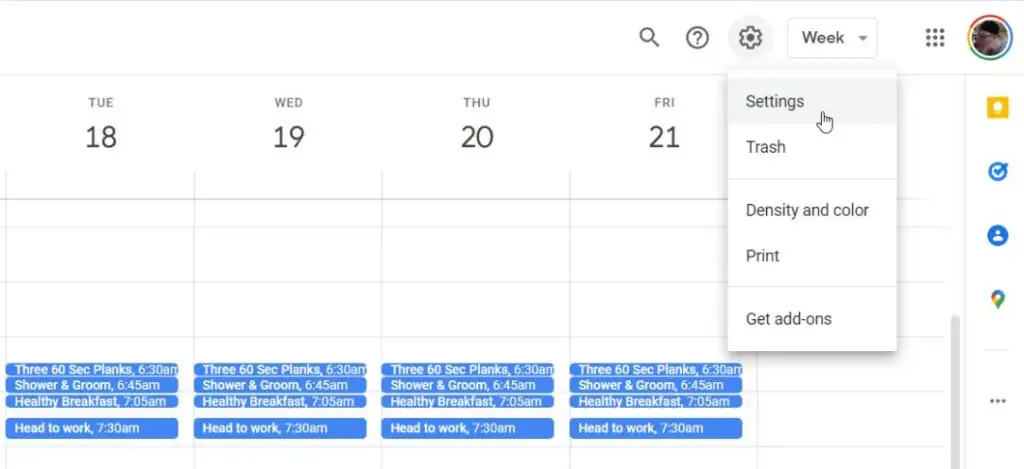 Week
Settings
Trash
Density and color
Print
Get add-ons
TUE WED THU FRI
18 19 20 21
Three 60 Sec Planks, 6:30am Three 60 Sec Planks, 6:30am Three 60 Sec Planks, 6:30am Three 60 Sec Planks, 6:30am
Shower & Groom, 6:45am Shower & Groom, 6:45am Shower & Groom, 6:45am Shower & Groom, 6:45am
Healthy Breakfast, 7:05am Healthy Breakfast, 7:05am Healthy Breakfast, 7:05am Healthy Breakfast, 7:05am
Head to work, 7:30am Head to work, 7:30am Head to work, 7:30am Head to work, 7:30am